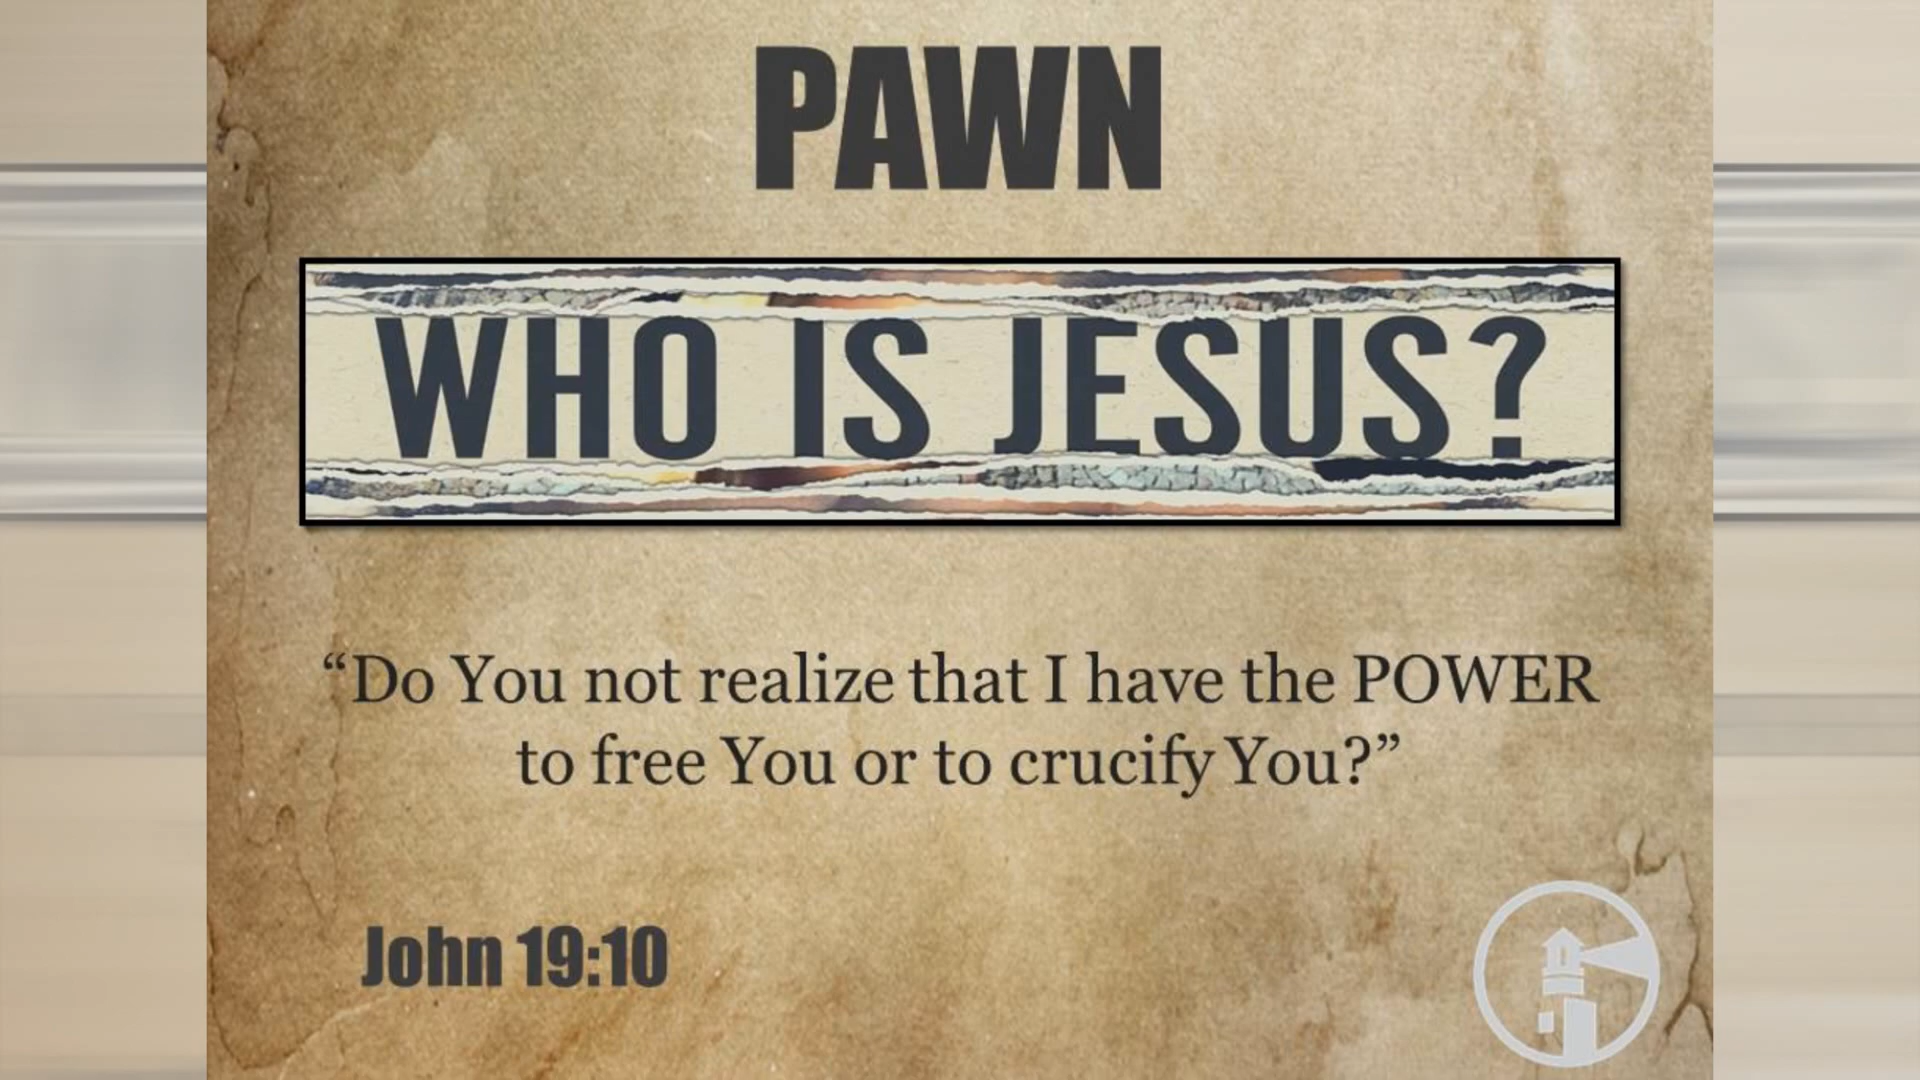 PAWN
WHO IS JESUS?
“Do You not realize that I have the POWER
to free You or to crucify You?”
John 19:10